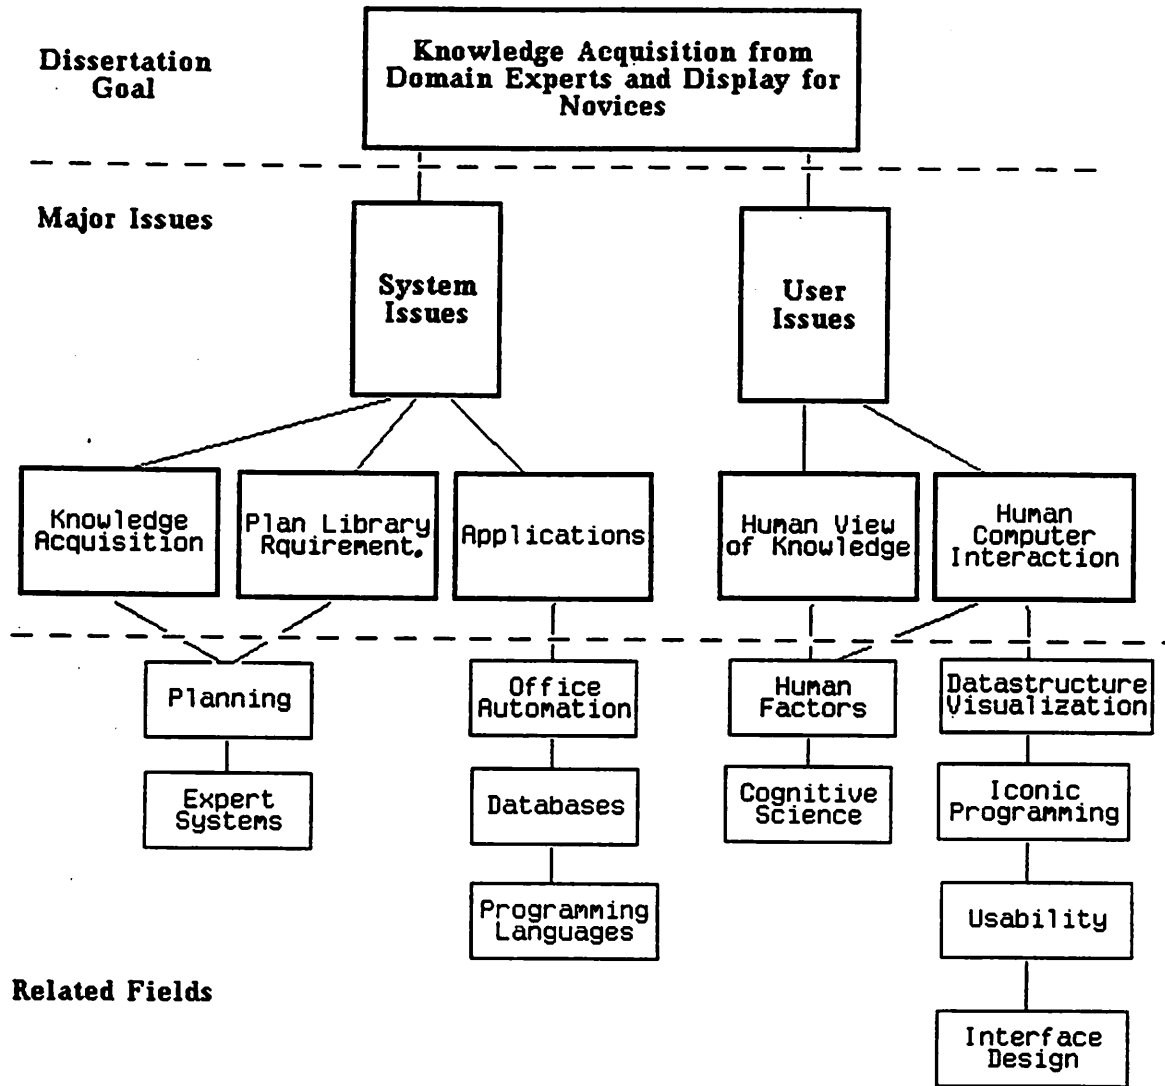 Dissertation
Goal
Knowledge Acquisition from
Domain Experts and Display for
Novices
Major Issues
System
Issues
User
Issues
Knowledge
Acquisition
Plan Library
Rquirement.
Applications
Human View
of Knowledge
Human
Computer
Interaction
Planning
Office
Automation
Human
Factors
Datastructure
Visualization
Expert
Systems
Databases
Cognitive
Science
Iconic
Programming
Programming
Languages
Usability
Related Fields
Interface
Design